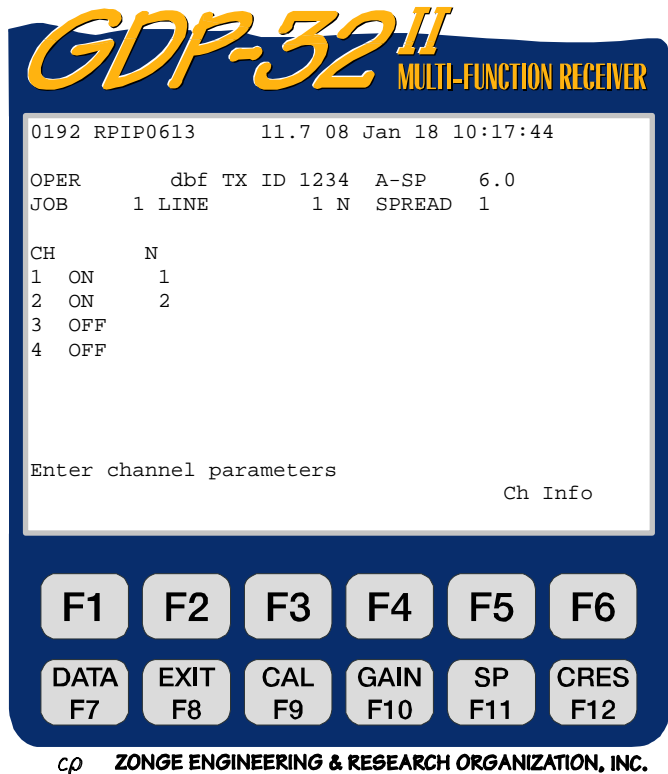 GDP-32 II
MULTI-FUNCTION RECEIVER
0192 RPIP0613 11.7 08 Jan 18 10:17:44
OPER dbf TX ID 1234 A-SP 6.0
JOB 1 LINE 1 N SPREAD 1
CH N
1 ON 1
2 ON 2
3 OFF
4 OFF
Enter channel parameters
Ch Info
F1 F2 F3 F4 F5 F6
DATA EXIT CAL GAIN SP CRES
F7 F8 F9 F10 F11 F12
ZONGE ENGINEERING & RESEARCH ORGANIZATION, INC.